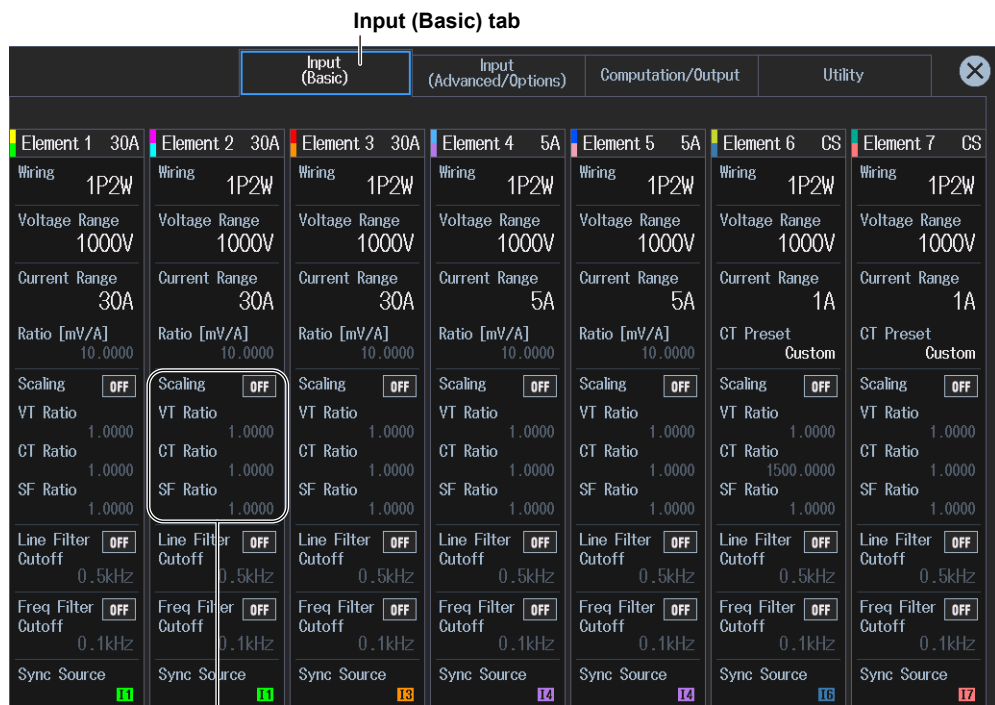 Input (Basic) tab
Input (Basic) Input (Advanced/Options) Computation/Output Utility
Element 1 30A Element 2 30A Element 3 30A Element 4 5A Element 5 5A Element 6 CS Element 7 CS
Wiring Wiring Wiring Wiring Wiring Wiring Wiring
1P2W 1P2W 1P2W 1P2W 1P2W 1P2W 1P2W
Voltage Range Voltage Range Voltage Range Voltage Range Voltage Range Voltage Range Voltage Range
1000V 1000V 1000V 1000V 1000V 1000V 1000V
Current Range Current Range Current Range Current Range Current Range Current Range Current Range
30A 30A 30A 5A 5A 1A 1A
Ratio [mV/A] Ratio [mV/A] Ratio [mV/A] Ratio [mV/A] Ratio [mV/A] CT Preset CT Preset
10.0000 10.0000 10.0000 10.0000 10.0000 Custom Custom
Scaling OFF Scaling OFF Scaling OFF Scaling OFF Scaling OFF Scaling OFF Scaling OFF
VT Ratio VT Ratio VT Ratio VT Ratio VT Ratio VT Ratio VT Ratio
1.0000 1.0000 1.0000 1.0000 1.0000 1.0000 1.0000
CT Ratio CT Ratio CT Ratio CT Ratio CT Ratio CT Ratio CT Ratio
1.0000 1.0000 1.0000 1.0000 1.0000 1500.0000 1.0000
SF Ratio SF Ratio SF Ratio SF Ratio SF Ratio SF Ratio SF Ratio
1.0000 1.0000 1.0000 1.0000 1.0000 1.0000 1.0000
Line Filter OFF Line Filter OFF Line Filter OFF Line Filter OFF Line Filter OFF Line Filter OFF Line Filter OFF
Cutoff Cutoff Cutoff Cutoff Cutoff Cutoff Cutoff
0.5kHz 0.5kHz 0.5kHz 0.5kHz 0.5kHz 0.5kHz 0.5kHz
Freq Filter OFF Freq Filter OFF Freq Filter OFF Freq Filter OFF Freq Filter OFF Freq Filter OFF Freq Filter OFF
Cutoff Cutoff Cutoff Cutoff Cutoff Cutoff Cutoff
0.1kHz 0.1kHz 0.1kHz 0.1kHz 0.1kHz 0.1kHz 0.1kHz
Sync Source Sync Source Sync Source Sync Source Sync Source Sync Source Sync Source
I1 I1 I3 I4 I4 I6 I7